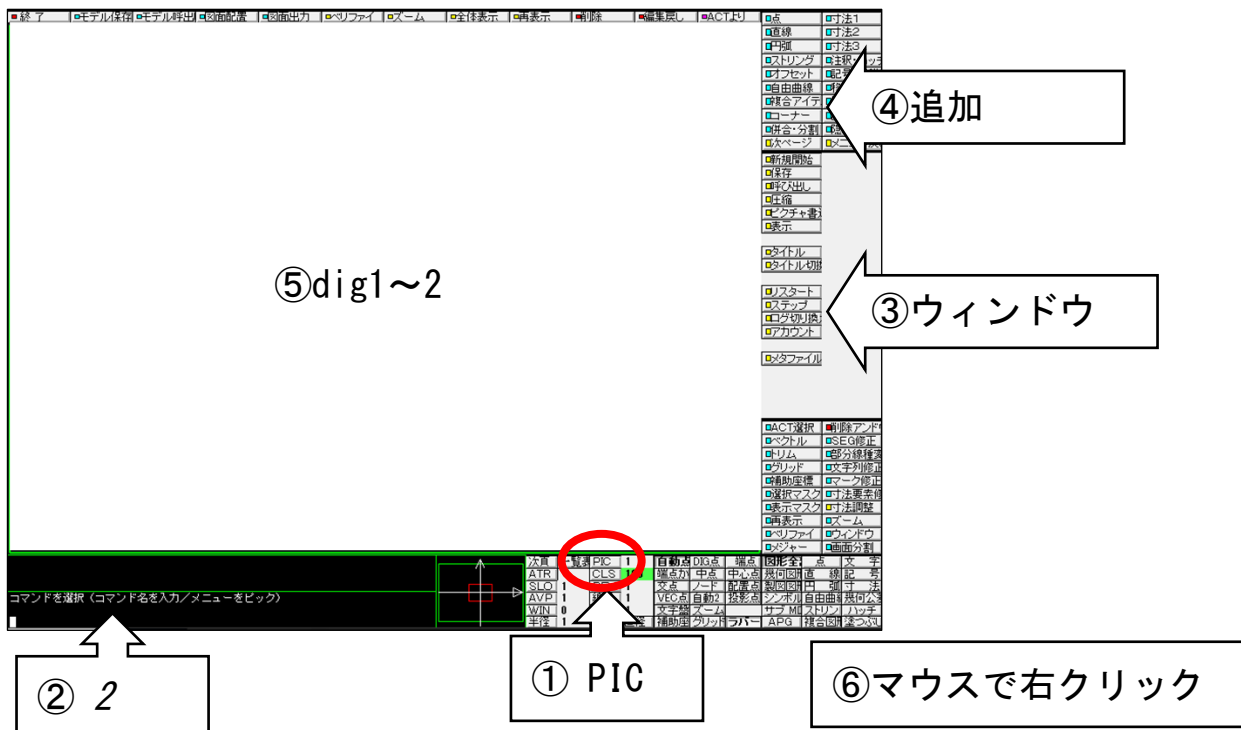 終了 モデル保存 モデル呼出 図面配置 図面出力 ベリファイ ズーム 全体表示 再表示 削除 編集戻し ACTより
点 寸法1
直線 寸法2
円弧 寸法3
ストリング
オフセット
自由曲線
複合アイテ
コーナー
併合・分割
次ページ
④追加
新規開始
保存
呼び出し
圧縮
ピクチャ書込
表示
タイトル
タイトル切換
リスタート
ステップ
ログ切り換え
アカウント
メタファイル
③ウィンドウ
⑤dig1～2
ACT選択 削除アンドゥ
ベクトル SEG修正
トリム 部分線種変
グリッド 文字列修正
補助座標 マーク修正
選択マスク 寸法要素修
表示マスク 寸法調整
再表示 ズーム
ベリファイ ウィンドウ
メジャー 画面分割
次頁 一覧表 PIC 1 自動点 DIG点 端点 図形全 点 文字
ATR CLS 端点か 中点 中心点 幾何図形 直線 記号
SLO 1 交点 ノード 配置点 製図図形 円弧 寸法
AVP 1 VEC点 自動2 投影点 シンボル 自由曲線 幾何公差
WIN 0 文字盤 ズーム サブMD ストリン ハッチ
半径 1 補助座 グリッド ラバー APG 複合図形 塗つぶし
コマンドを選択（コマンド名を入力／メニューをピック）
② 2
① PIC
⑥マウスで右クリック